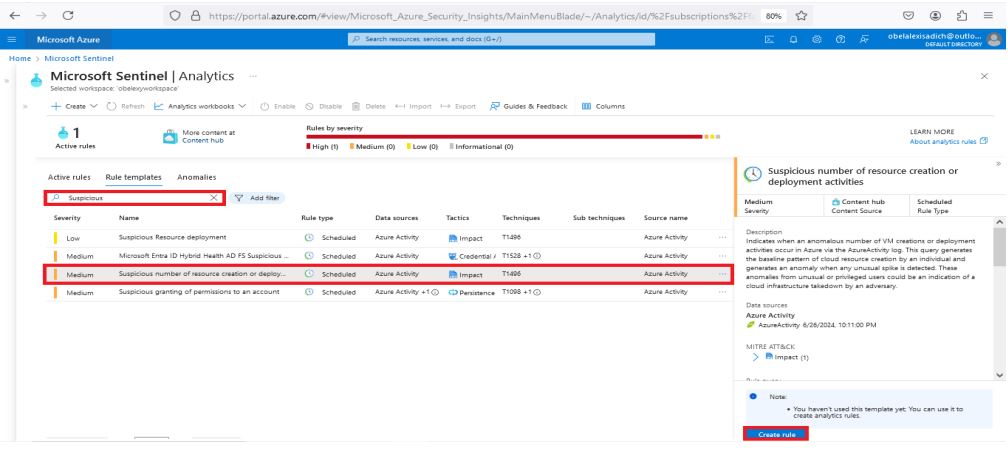 https://portal.azure.com/#view/Microsoft_Azure_Security_Insights/MainMenuBlade/~/Analytics/id/%2Fsubscriptions%2F
80%
Microsoft Azure
Search resources, services, and docs (G+/)
obelalexisadich@outlo...
DEFAULT DIRECTORY
Home > Microsoft Sentinel
Microsoft Sentinel | Analytics ...
Selected workspace: 'obelexyworkspace'
Create Refresh Analytics workbooks Enable Disable Delete Import Export Guides & Feedback Columns
1
Active rules
More content at
Content hub
Rules by severity
High (1) Medium (0) Low (0) Informational (0)
LEARN MORE
About analytics rules
Active rules Rule templates Anomalies
Suspicious
Add filter
Severity Name Rule type Data sources Tactics Techniques Sub techniques Source name
Low Suspicious Resource deployment Scheduled Azure Activity Impact T1496 Azure Activity ...
Medium Microsoft Entra ID Hybrid Health AD FS Suspicious ... Scheduled Azure Activity Credential A T1528 +1 Azure Activity ...
Medium Suspicious number of resource creation or deploy... Scheduled Azure Activity Impact T1496 Azure Activity ...
Medium Suspicious granting of permissions to an account Scheduled Azure Activity +1 Persistence T1098 +1 Azure Activity ...
Suspicious number of resource creation or
deployment activities
Medium Content hub Scheduled
Severity Content Source Rule Type
Description
Indicates when an anomalous number of VM creations or deployment
activities occur in Azure via the AzureActivity log. This query generates
the baseline pattern of cloud resource creation by an individual and
generates an anomaly when any unusual spike is detected. These
anomalies from unusual or privileged users could be an indication of a
cloud infrastructure takedown by an adversary.
Data sources
Azure Activity
AzureActivity 6/26/2024, 10:11:00 PM
MITRE ATT&CK
Impact (1)
Rule query
Note:
• You haven't used this template yet; You can use it to
create analytics rules.
Create rule